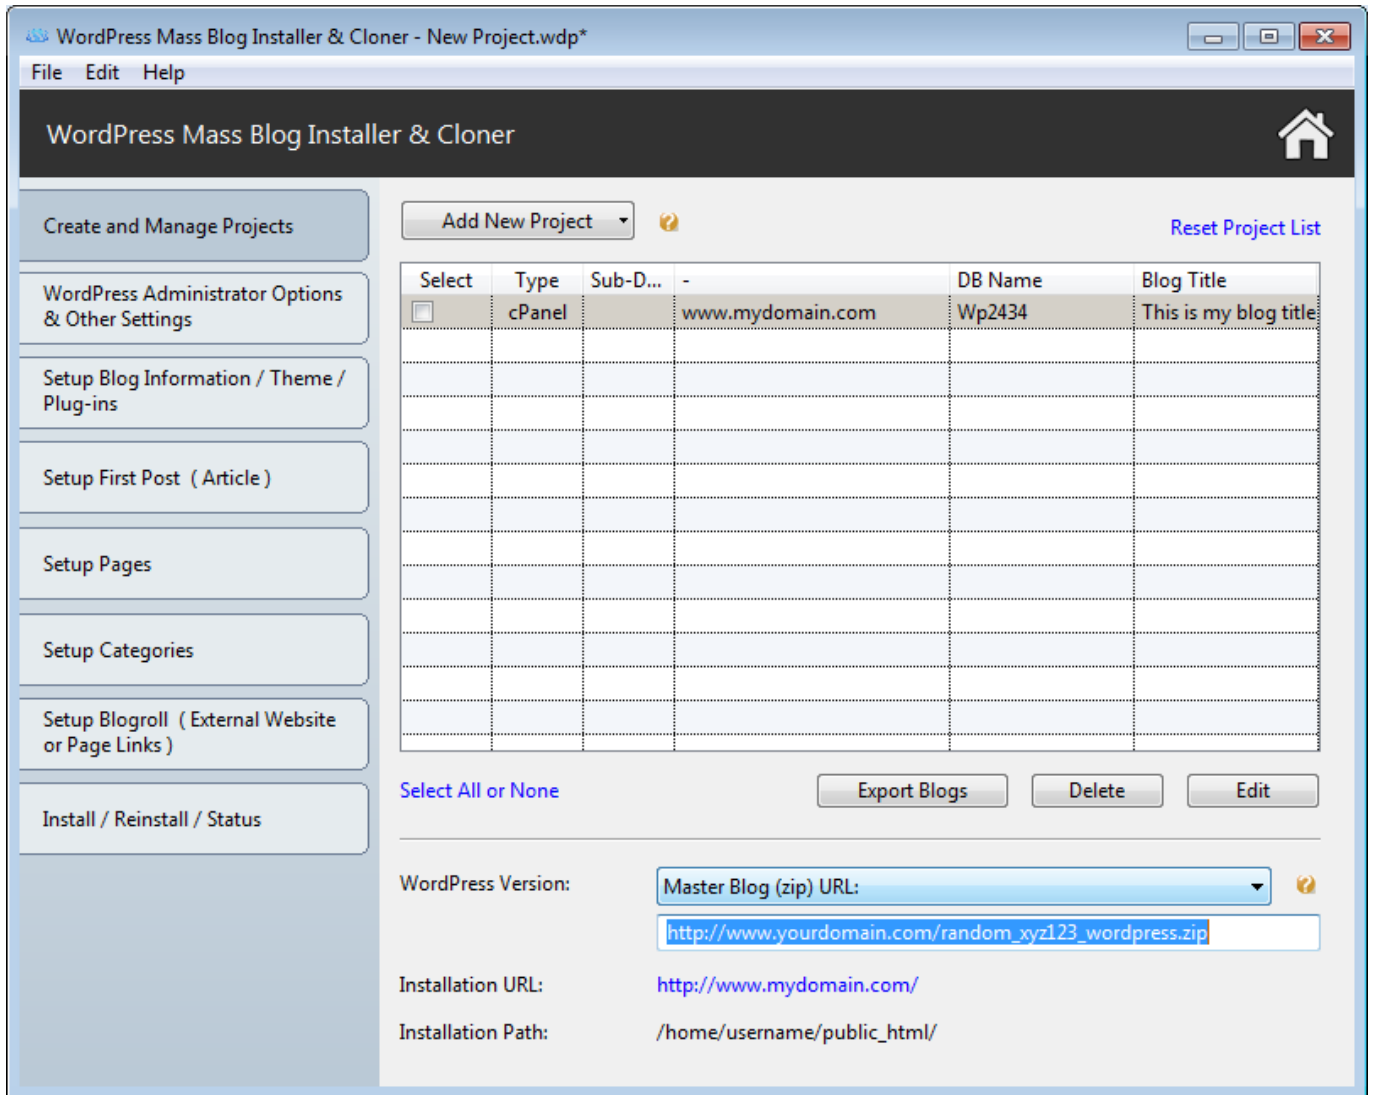 WordPress Mass Blog Installer & Cloner - New Project.wdp*
File Edit Help
WordPress Mass Blog Installer & Cloner
Create and Manage Projects
WordPress Administrator Options
& Other Settings
Setup Blog Information / Theme /
Plug-ins
Setup First Post ( Article )
Setup Pages
Setup Categories
Setup Blogroll ( External Website
or Page Links )
Install / Reinstall / Status
Add New Project
Reset Project List
Select Type Sub-D... - DB Name Blog Title
cPanel www.mydomain.com Wp2434 This is my blog title
Select All or None
Export Blogs Delete Edit
WordPress Version: Master Blog (zip) URL:
http://www.yourdomain.com/random_xyz123_wordpress.zip
Installation URL: http://www.mydomain.com/
Installation Path: /home/username/public_html/